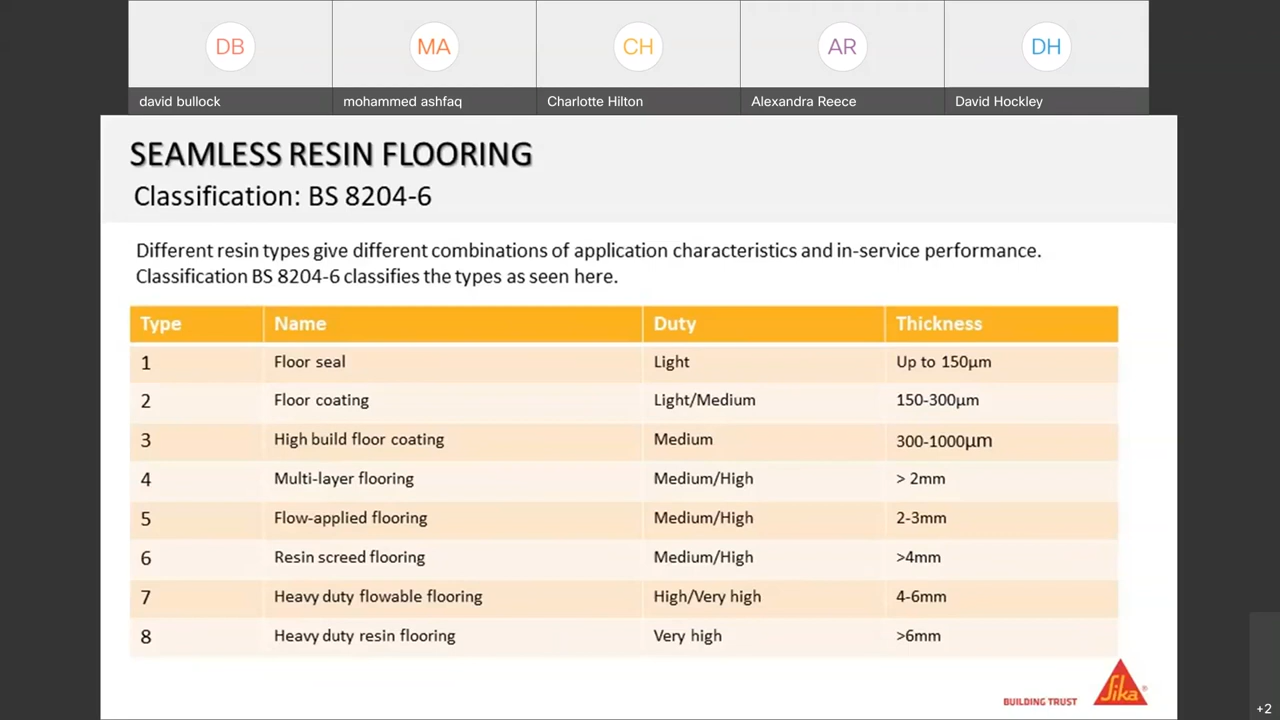 DB MA CH AR DH
david bullock mohammed ashfaq Charlotte Hilton Alexandra Reece David Hockley
SEAMLESS RESIN FLOORING
Classification: BS 8204-6
Different resin types give different combinations of application characteristics and in-service performance.
Classification BS 8204-6 classifies the types as seen here.
Type Name Duty Thickness
1 Floor seal Light Up to 150µm
2 Floor coating Light/Medium 150-300µm
3 High build floor coating Medium 300-1000µm
4 Multi-layer flooring Medium/High > 2mm
5 Flow-applied flooring Medium/High 2-3mm
6 Resin screed flooring Medium/High >4mm
7 Heavy duty flowable flooring High/Very high 4-6mm
8 Heavy duty resin flooring Very high >6mm
BUILDING TRUST Sika®
+2